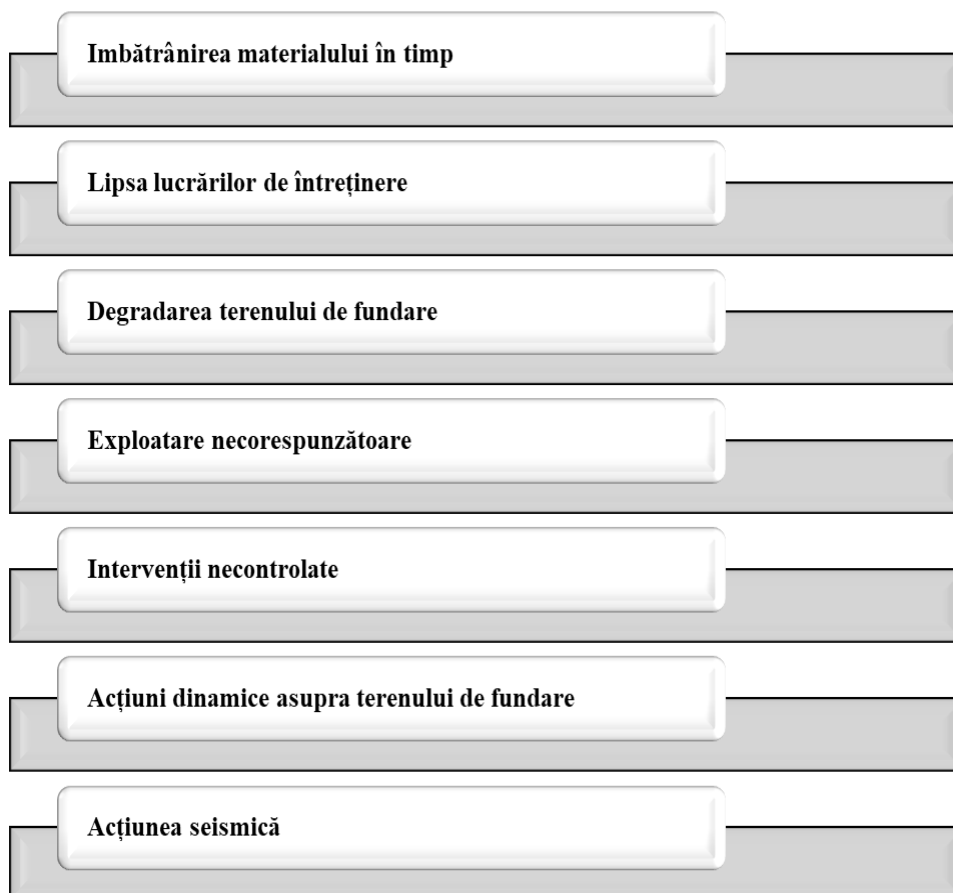 Imbătrânirea materialului în timp
Lipsa lucrărilor de întreținere
Degradarea terenului de fundare
Exploatare necorespunzătoare
Intervenții necontrolate
Acțiuni dinamice asupra terenului de fundare
Acțiunea seismică